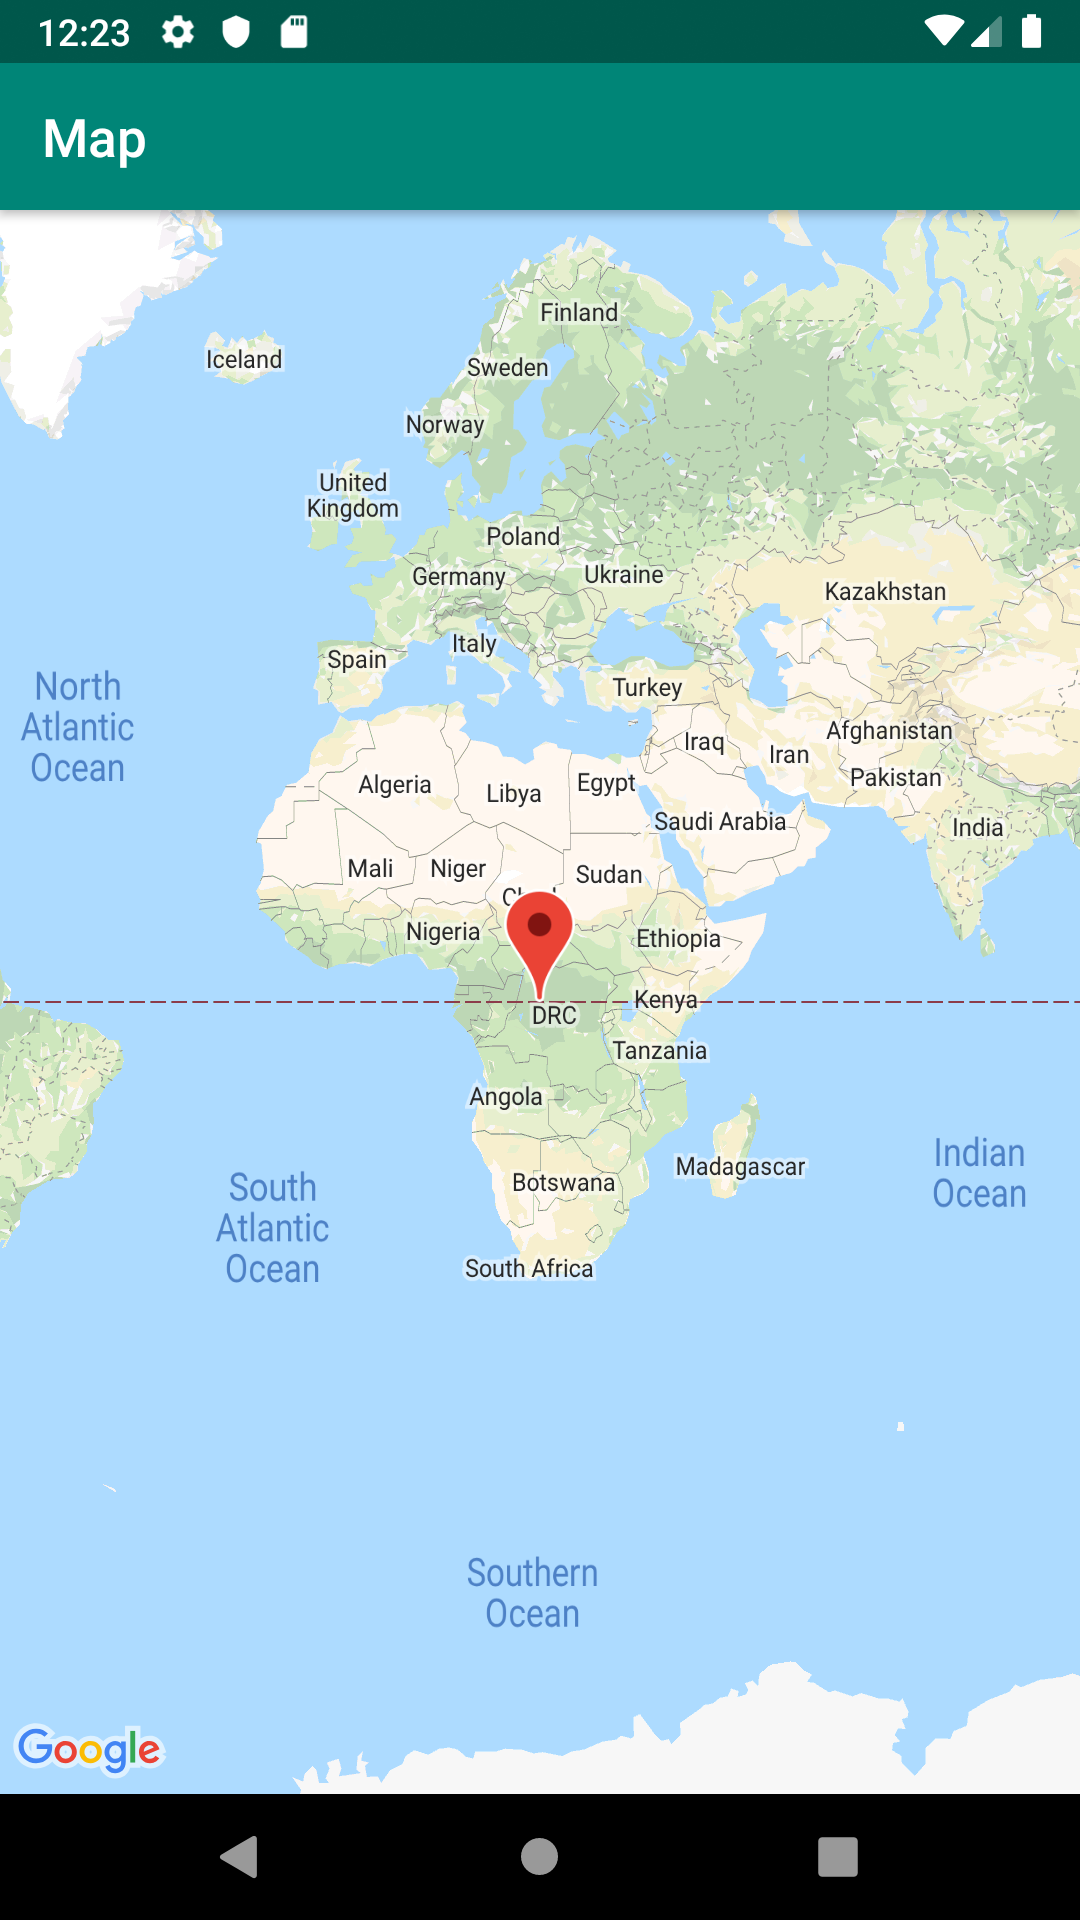 12:23
Map
Finland
Iceland
Sweden
Norway
United
Kingdom
Poland
Germany
Ukraine
Kazakhstan
Italy
Spain
Turkey
North
Atlantic
Ocean
Afghanistan
Iraq
Iran
Pakistan
Algeria
Libya
Egypt
Saudi Arabia
India
Mali
Niger
Sudan
Nigeria
Ethiopia
Kenya
DRC
Tanzania
Angola
Indian
Ocean
Madagascar
Botswana
South
Atlantic
Ocean
South Africa
Southern
Ocean
Google